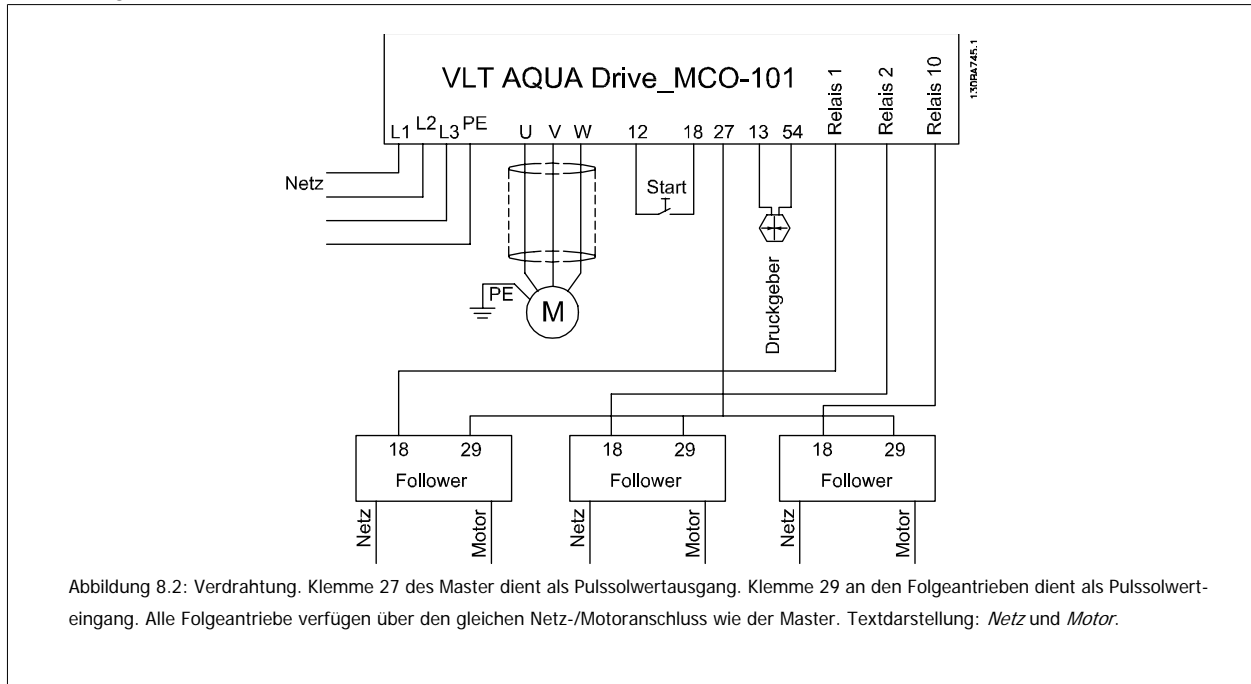 130BA745.1
VLT AQUA Drive_MCO-101
L1 L2 L3 PE U V W 12 18 27 13 54 Relais 1 Relais 2 Relais 10
Netz
Start
Druckgeber
PE
M
18 29 18 29 18 29
Follower Follower Follower
Netz Motor Netz Motor Netz Motor
Abbildung 8.2: Verdrahtung. Klemme 27 des Master dient als Pulssolwertausgang. Klemme 29 an den Folgeantrieben dient als Pulssolwert-
eingang. Alle Folgeantriebe verfügen über den gleichen Netz-/Motoranschluss wie der Master. Textdarstellung: Netz und Motor.